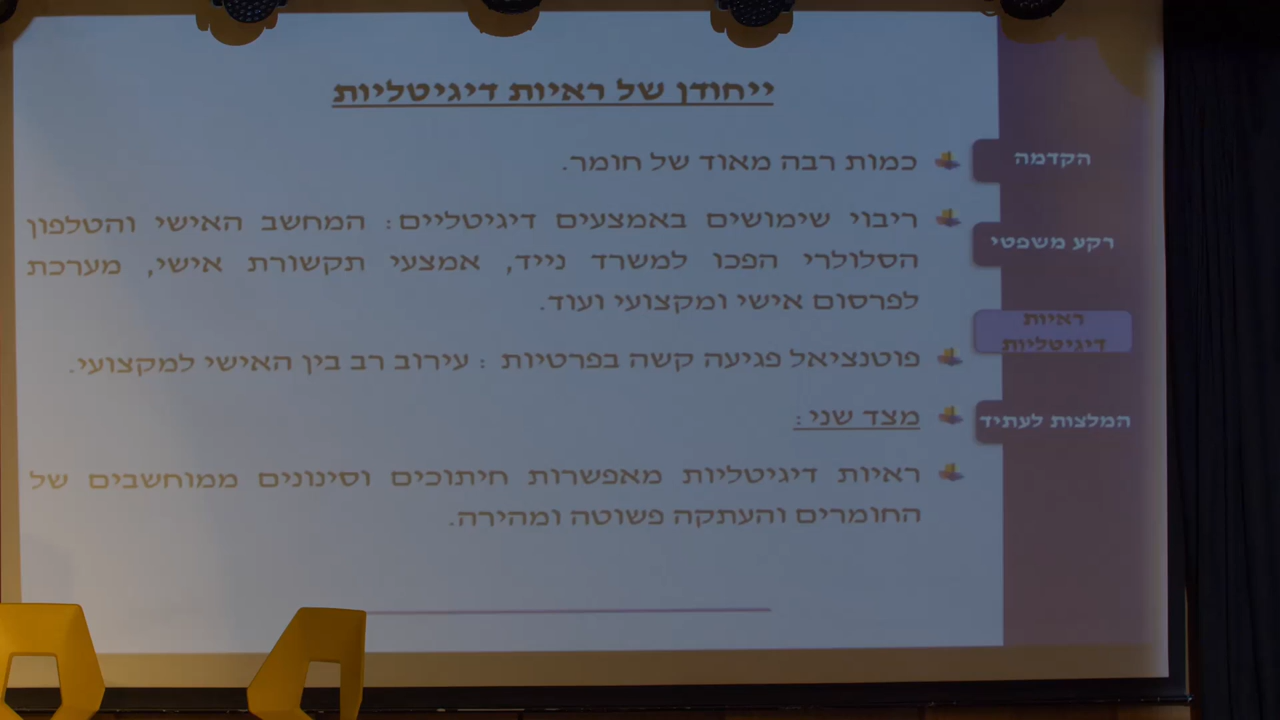 ייחודן של ראיות דיגיטליות
כמות רבה מאוד של חומר.
ריבוי שימושים באמצעים דיגיטליים: המחשב האישי והטלפון
הסלולרי הפכו למשרד נייד, אמצעי תקשורת אישי, מערכת
לפרסום אישי ומקצועי ועוד.
פוטנציאל פגיעה קשה בפרטיות : עירוב רב בין האישי למקצועי.
מצד שני:
ראיות דיגיטליות מאפשרות חיתוכים וסינונים ממוחשבים של
החומרים והעתקה פשוטה ומהירה.
הקדמה
רקע משפטי
ראיות
דיגיטליות
המלצות לעתיד